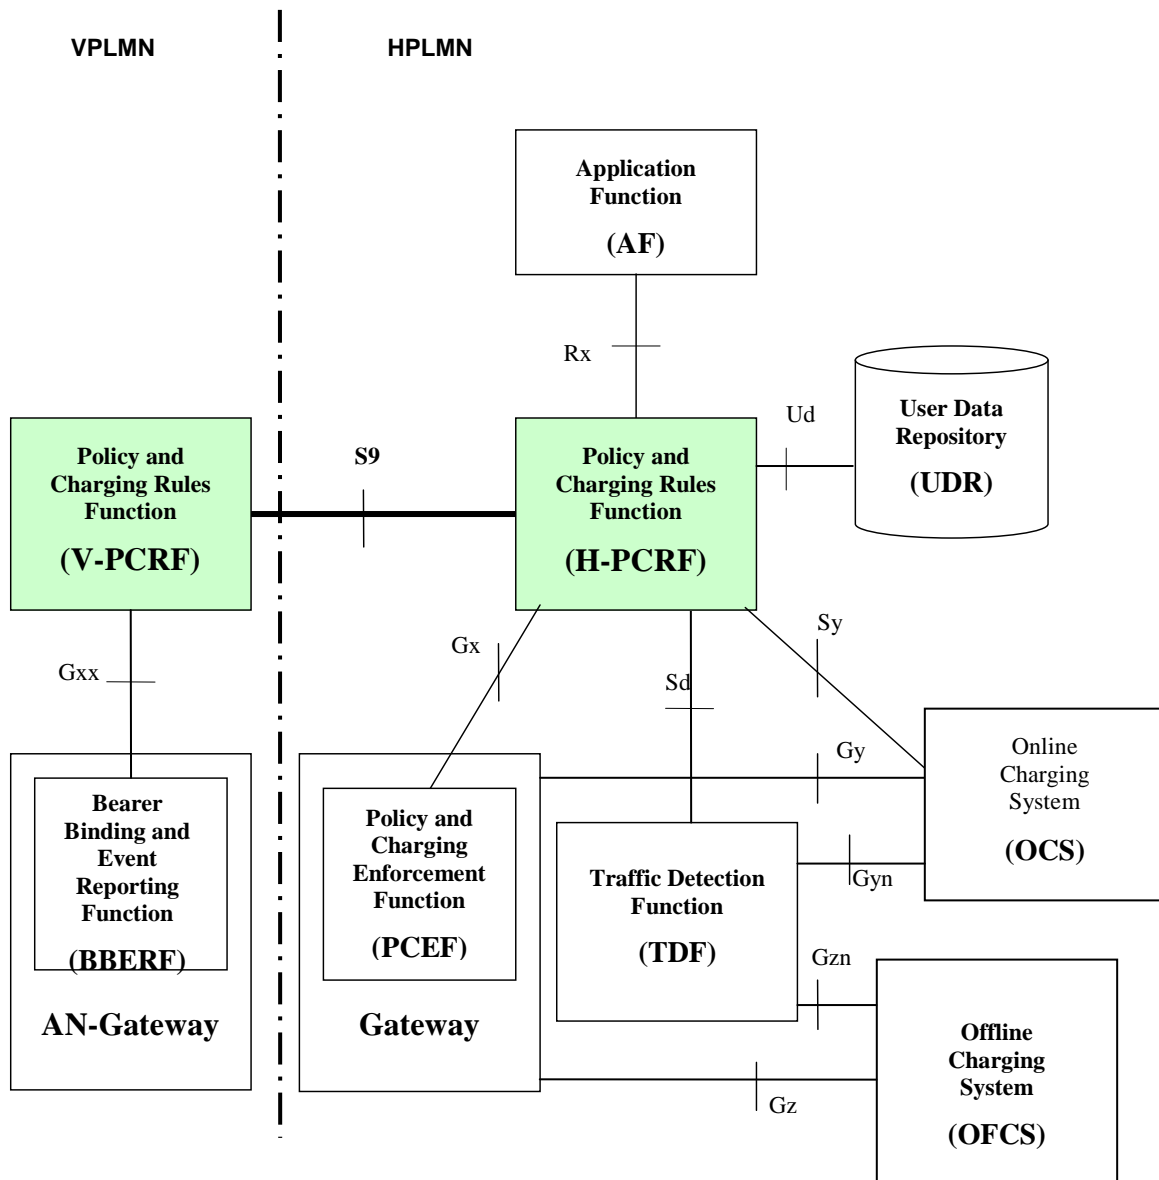 VPLMN
HPLMN
Application
Function
(AF)
Rx
Ud
User Data
Repository
(UDR)
Policy and
Charging Rules
Function
(V-PCRF)
S9
Policy and
Charging Rules
Function
(H-PCRF)
Gxx
Gx
Sd
Sy
Gy
Online
Charging
System
(OCS)
Bearer
Binding and
Event
Reporting
Function
(BBERF)
AN-Gateway
Policy and
Charging
Enforcement
Function
(PCEF)
Gateway
Traffic Detection
Function
(TDF)
Gyn
Gzn
Gz
Offline
Charging
System
(OFCS)